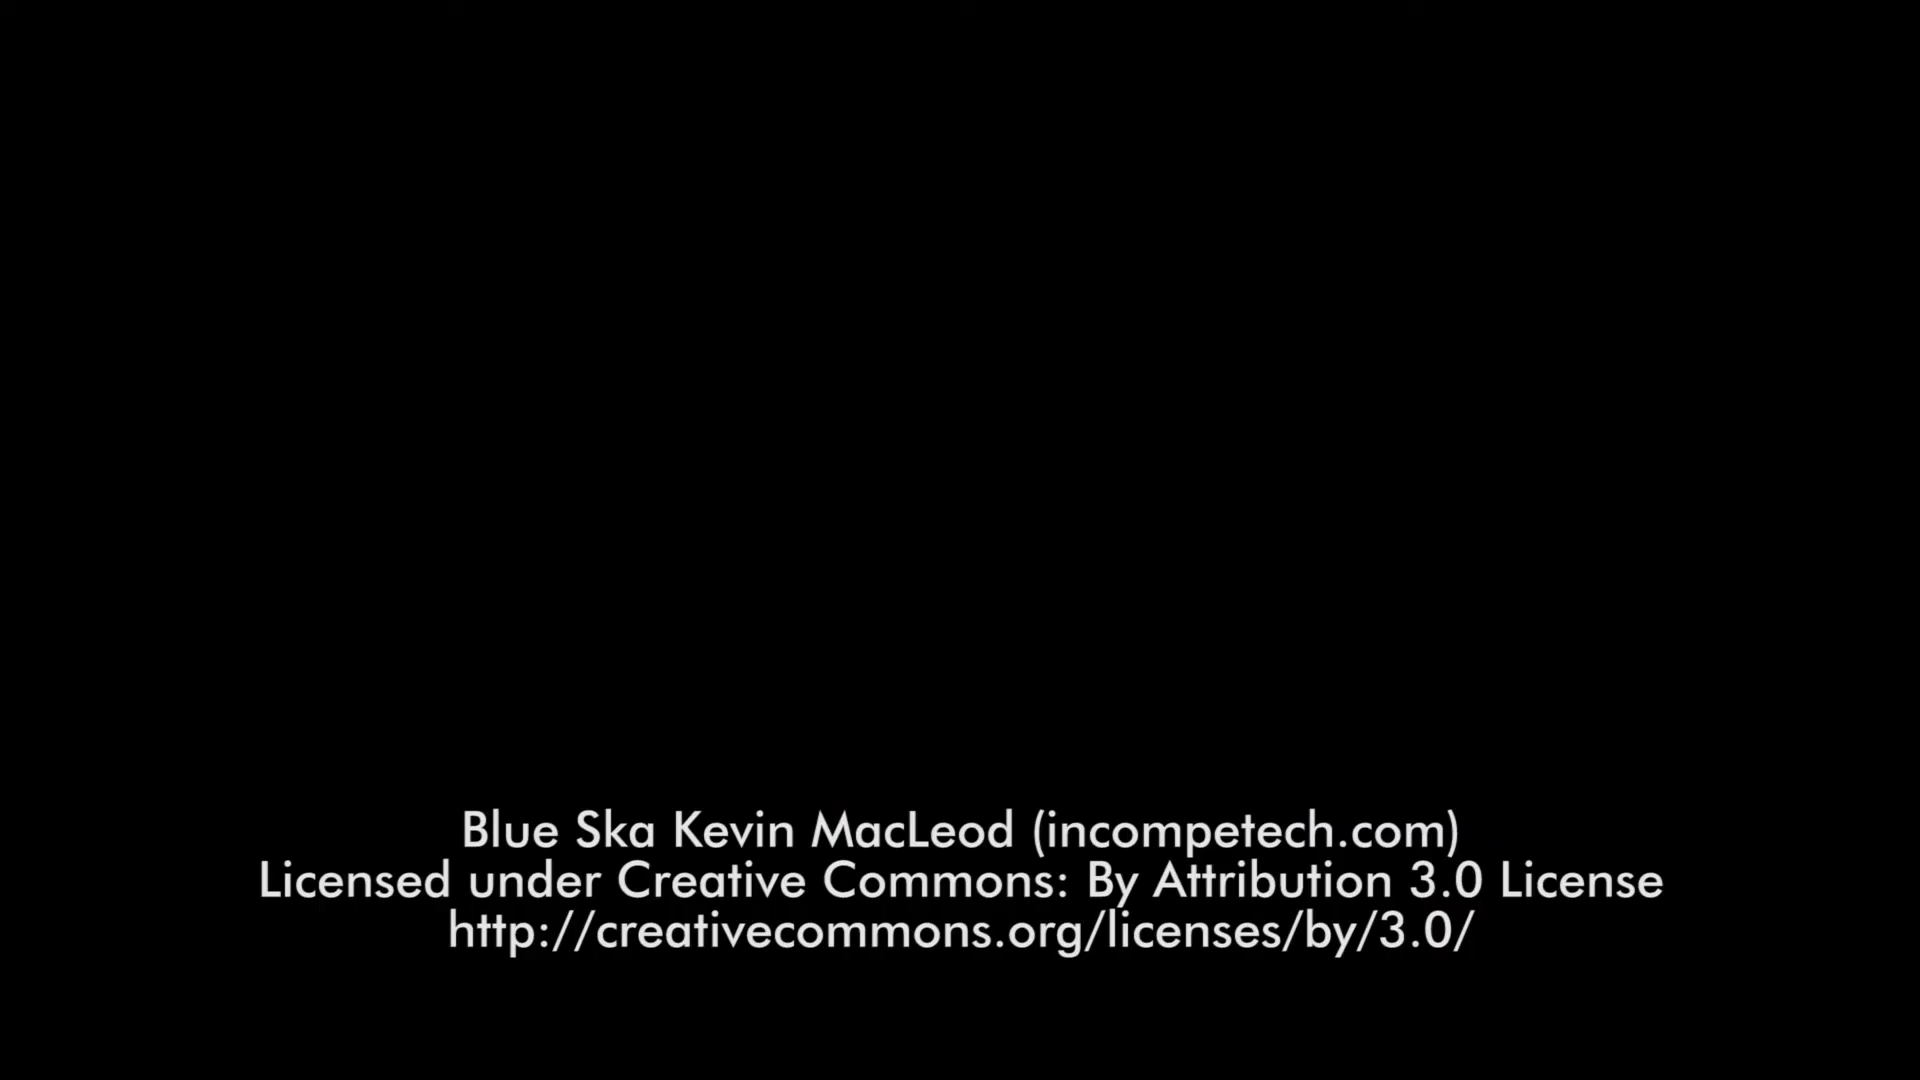 Blue Ska Kevin MacLeod (incompetech.com)
Licensed under Creative Commons: By Attribution 3.0 License
http://creativecommons.org/licenses/by/3.0/